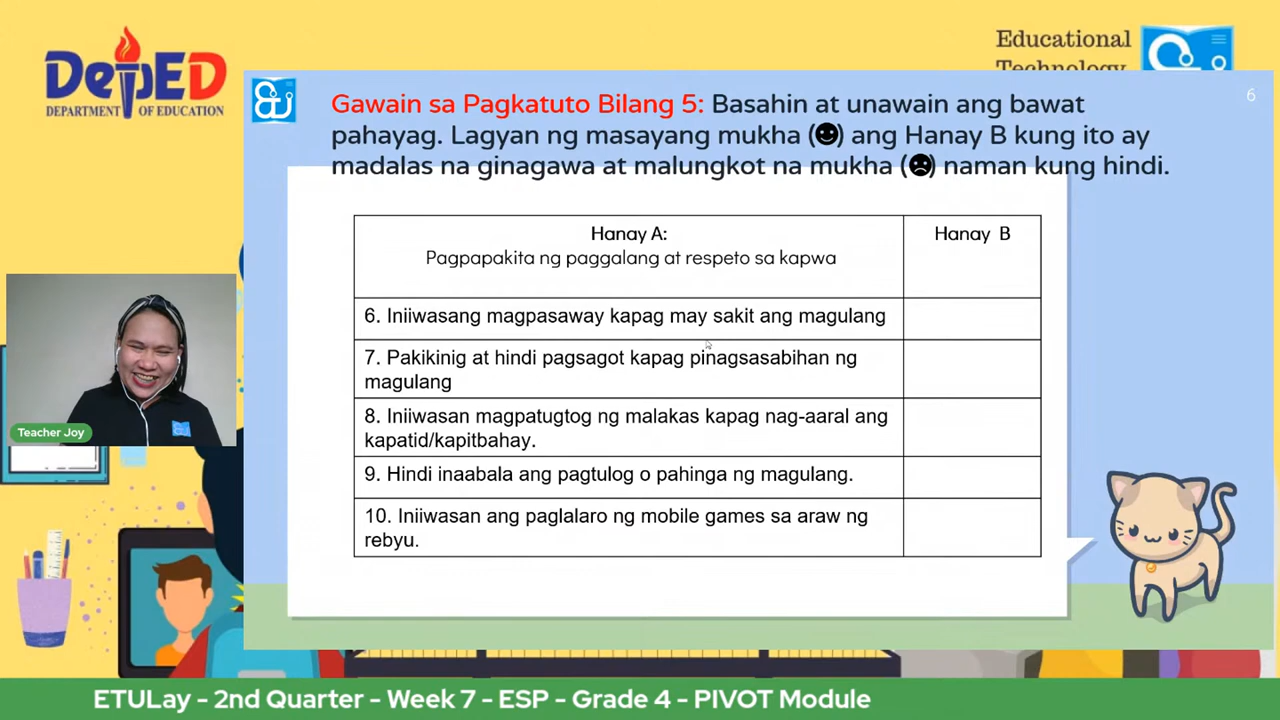 DepED
DEPARTMENT OF EDUCATION
Educational
Technology
6
Gawain sa Pagkatuto Bilang 5: Basahin at unawain ang bawat
pahayag. Lagyan ng masayang mukha (☻) ang Hanay B kung ito ay
madalas na ginagawa at malungkot na mukha (☹) naman kung hindi.
Hanay A:
Pagpapakita ng paggalang at respeto sa kapwa
Hanay B
6. Iniiwasang magpasaway kapag may sakit ang magulang
7. Pakikinig at hindi pagsagot kapag pinagsasabihan ng
magulang
8. Iniiwasan magpatugtog ng malakas kapag nag-aaral ang
kapatid/kapitbahay.
9. Hindi inaabala ang pagtulog o pahinga ng magulang.
10. Iniiwasan ang paglalaro ng mobile games sa araw ng
rebyu.
Teacher Joy
ETULay - 2nd Quarter - Week 7 - ESP - Grade 4 - PIVOT Module